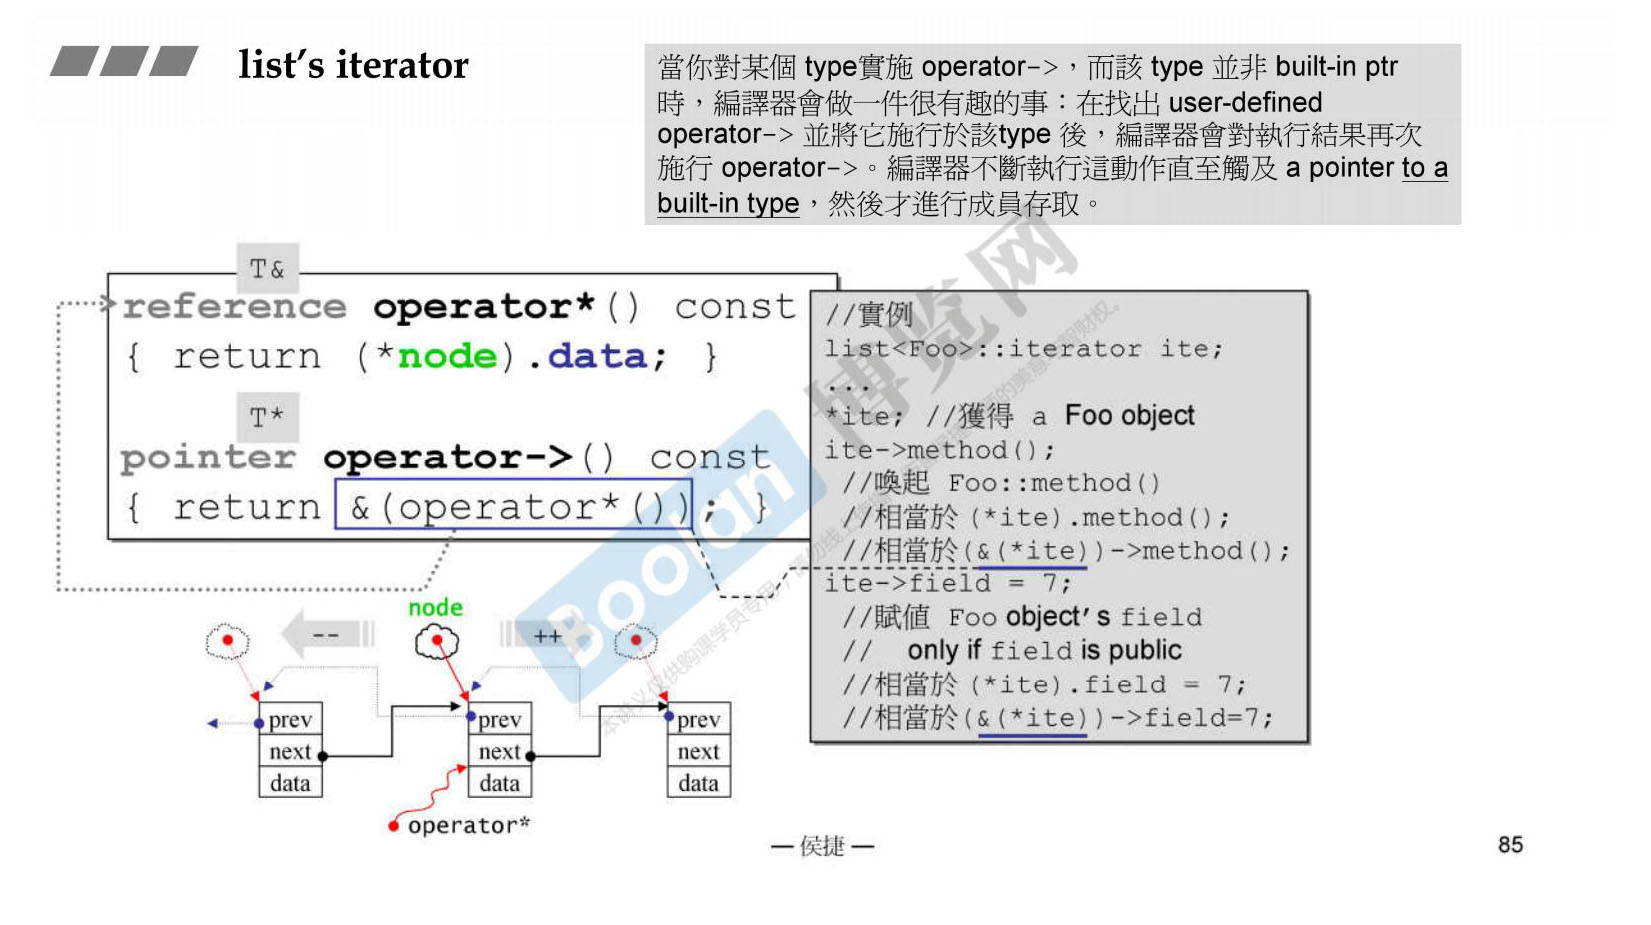 list's iterator
當你對某個 type實施 operator->，而該 type 並非 built-in ptr
時，編譯器會做一件很有趣的事：在找出 user-defined
operator-> 並將它施行於該type 後，編譯器會對執行結果再次
施行 operator->。編譯器不斷執行這動作直至觸及 a pointer to a
built-in type，然後才進行成員存取。
T&
reference operator*() const
{ return (*node).data; }
T*
pointer operator->() const
{ return &(operator*()); }
//實例
list<Foo>::iterator ite;
...
*ite; //獲得 a Foo object
ite->method();
//喚起 Foo::method()
//相當於 (*ite).method();
//相當於(&(*ite))->method();
ite->field = 7;
//賦值 Foo object's field
// only if field is public
//相當於 (*ite).field = 7;
//相當於(&(*ite))->field=7;
node
--
++
prev
next
data
prev
next
data
prev
next
data
operator*
Boolan
博览网
— 侯捷 —
85